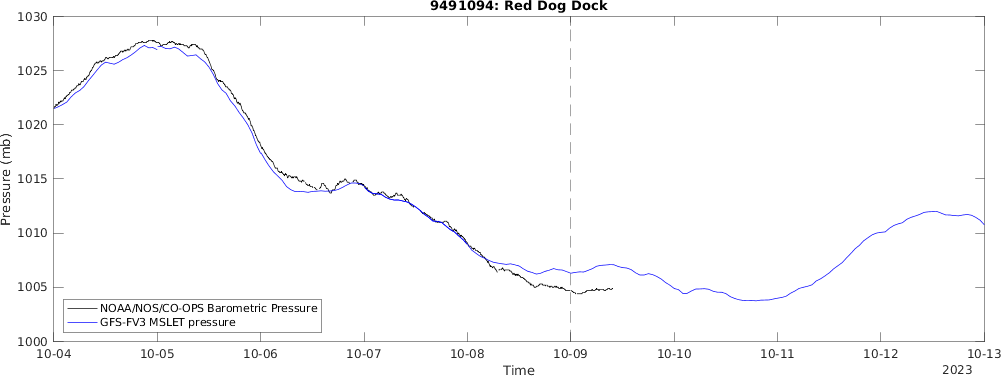 9491094: Red Dog Dock
Pressure (mb)
1030
1025
1020
1015
1010
1005
1000
NOAA/NOS/CO-OPS Barometric Pressure
GFS-FV3 MSLET pressure
10-04 10-05 10-06 10-07 10-08 10-09 10-10 10-11 10-12 10-13
Time
2023